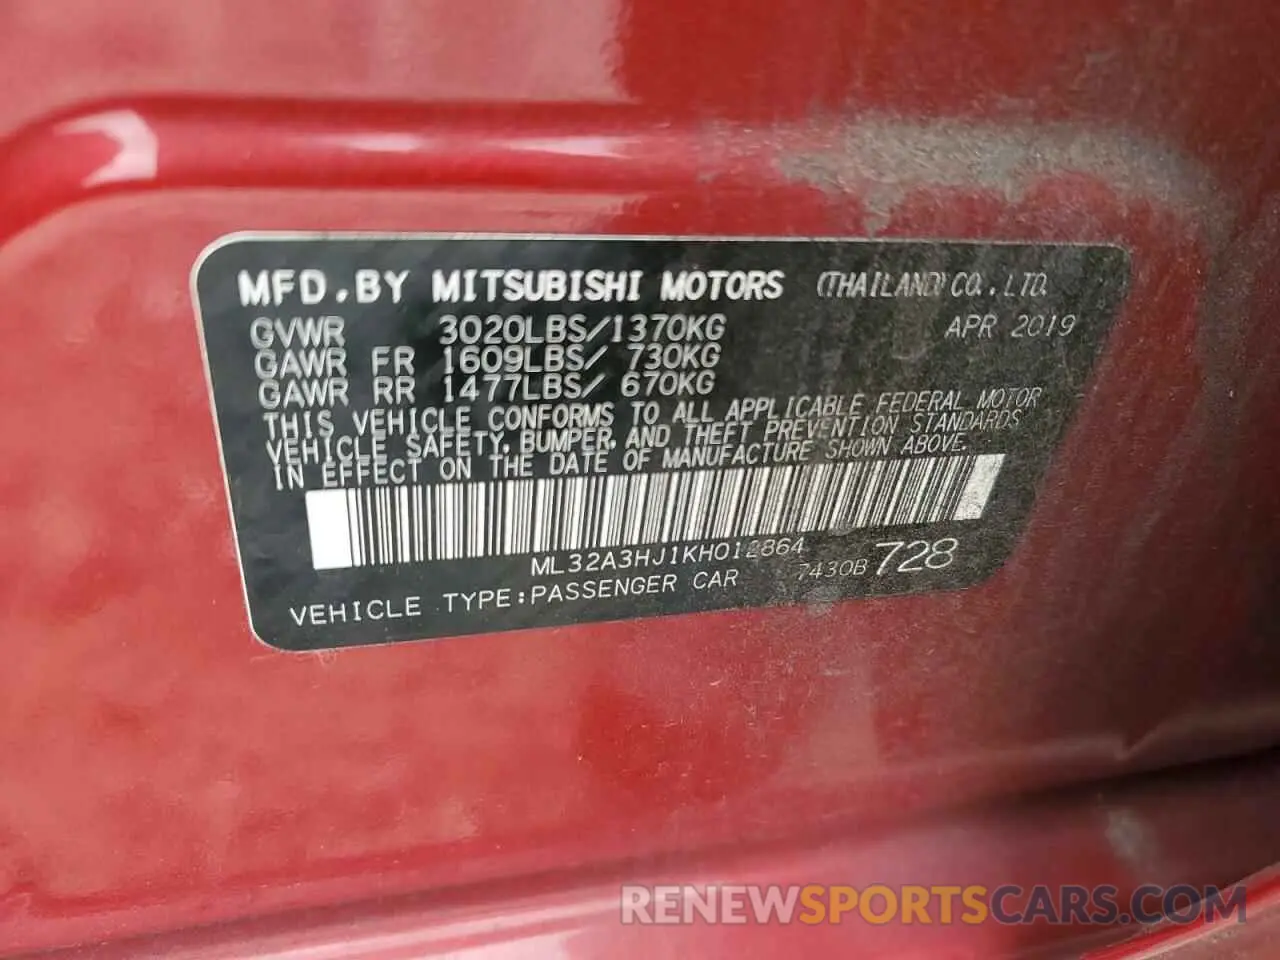 MFD.BY MITSUBISHI MOTORS (THAILAND) CO.,LTD.
GVWR 3020LBS/1370KG APR 2019
GAWR FR 1609LBS/ 730KG
GAWR RR 1477LBS/ 670KG
THIS VEHICLE CONFORMS TO ALL APPLICABLE FEDERAL MOTOR
VEHICLE SAFETY, BUMPER, AND THEFT PREVENTION STANDARDS
IN EFFECT ON THE DATE OF MANUFACTURE SHOWN ABOVE.
ML32A3HJ1KH012864
VEHICLE TYPE:PASSENGER CAR 7430B 728
RENEWSPORTSCARS.COM